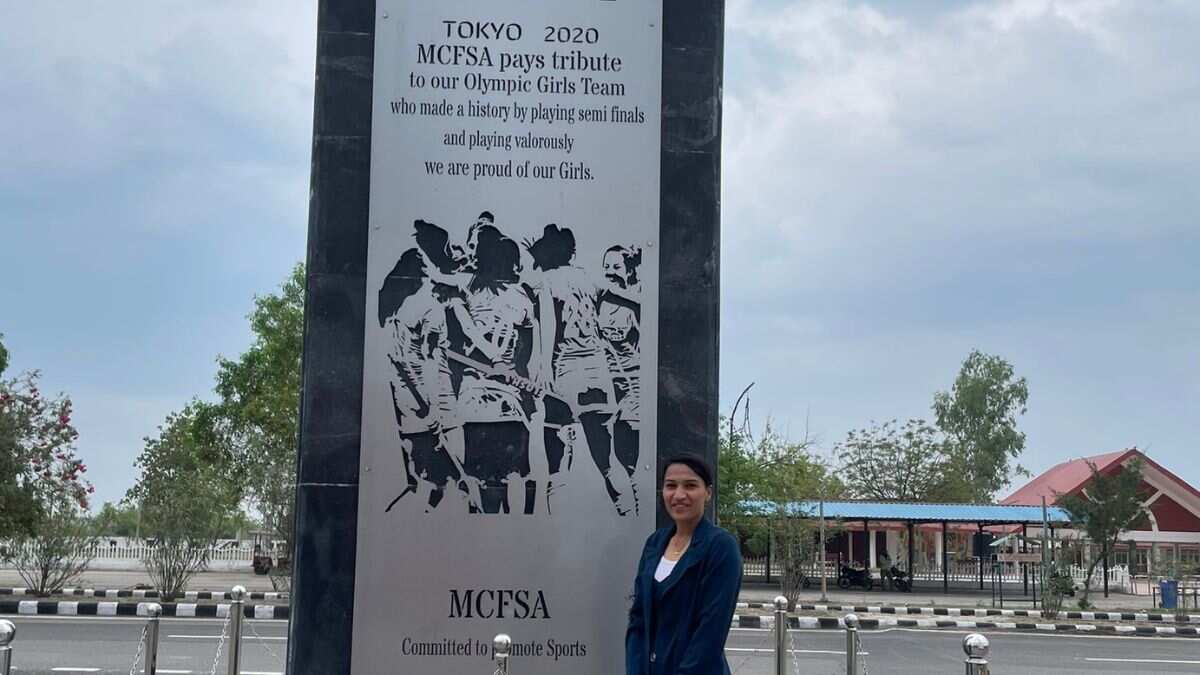 TOKYO 2020
MCFSA pays tribute
to our Olympic Girls Team
who made a history by playing semi finals
and playing valorously
we are proud of our Girls.
MCFSA
Committed to promote Sports